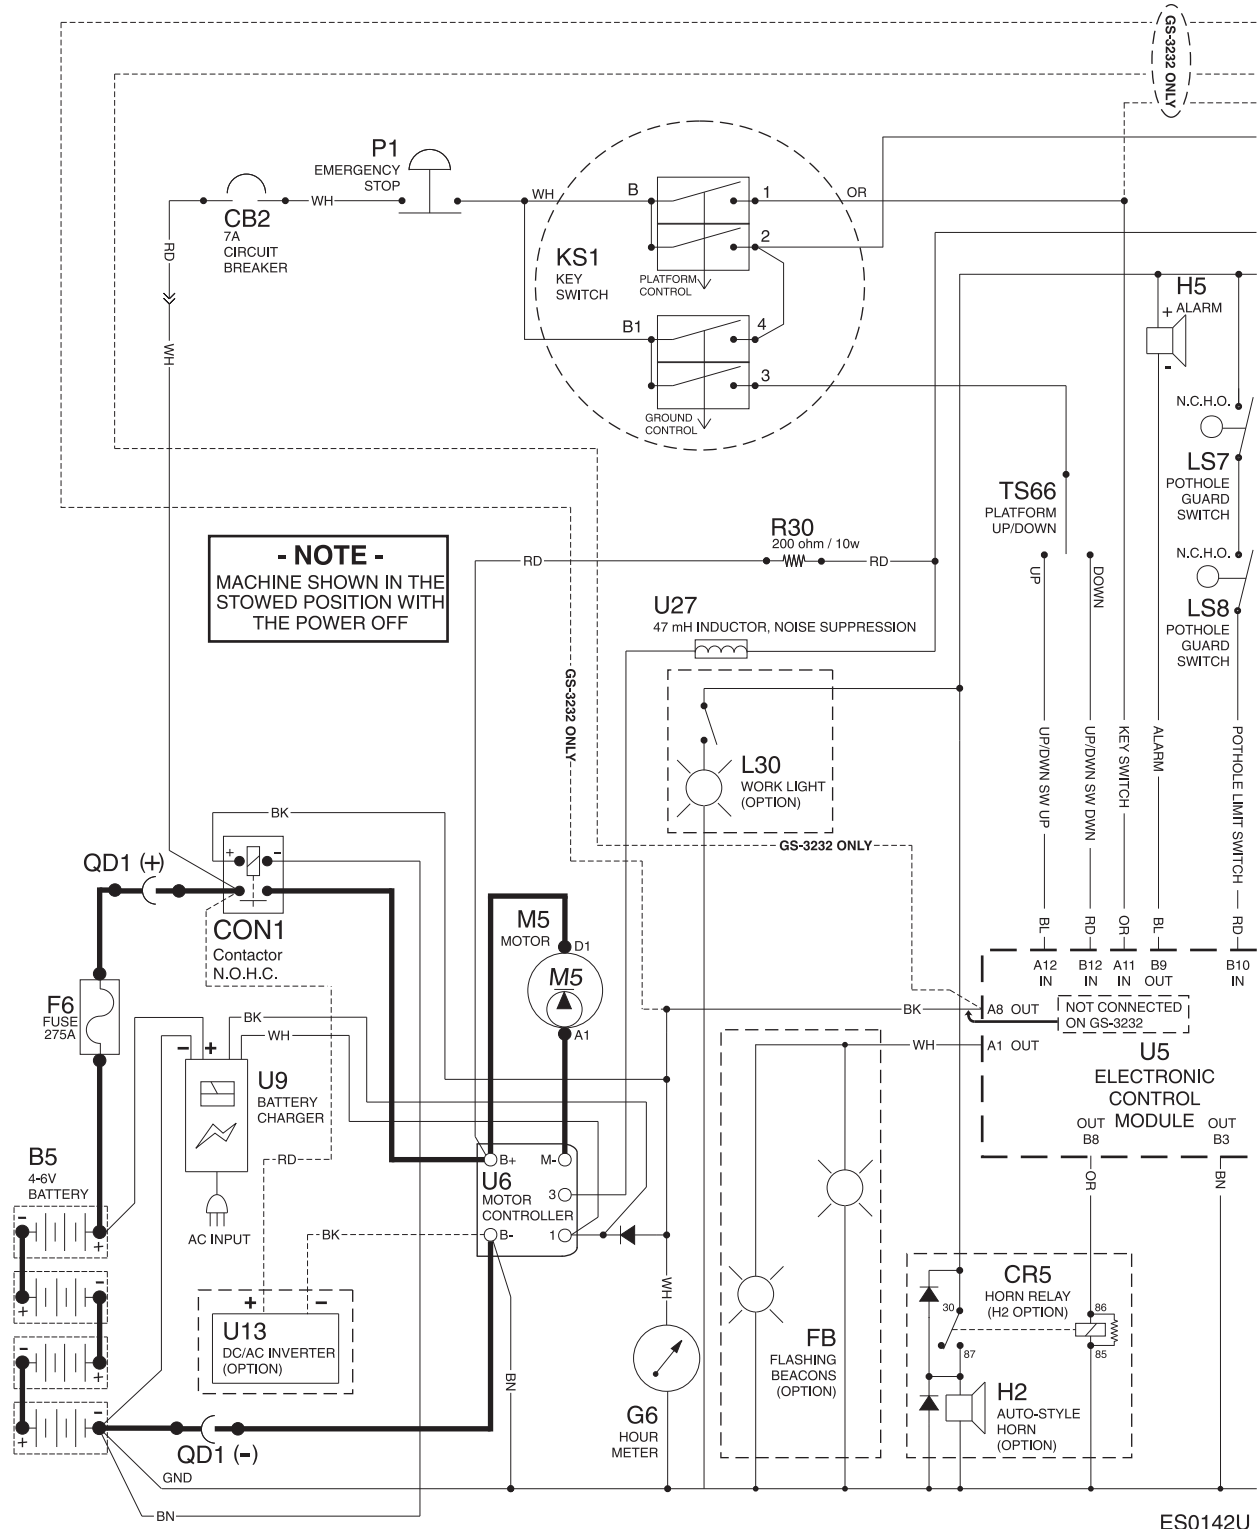 GS-3232 ONLY
P1
EMERGENCY
STOP
WH
CB2
7A
CIRCUIT
BREAKER
RD
WH
WH
B
1
OR
2
KS1
KEY
SWITCH
PLATFORM
CONTROL
B1
4
3
GROUND
CONTROL
H5
+ ALARM
-
N.C.H.O.
LS7
POTHOLE
GUARD
SWITCH
TS66
PLATFORM
UP/DOWN
UP
DOWN
N.C.H.O.
LS8
POTHOLE
GUARD
SWITCH
- NOTE -
MACHINE SHOWN IN THE
STOWED POSITION WITH
THE POWER OFF
R30
200 ohm / 10w
RD
RD
U27
47 mH INDUCTOR, NOISE SUPPRESSION
GS-3232 ONLY
L30
WORK LIGHT
(OPTION)
GS-3232 ONLY
UP/DWN SW UP
UP/DWN SW DWN
KEY SWITCH
ALARM
POTHOLE LIMIT SWITCH
BL
RD
OR
BL
RD
BK
+ -
QD1 (+)
CON1
Contactor
N.O.H.C.
M5
MOTOR
D1
M5
A1
F6
FUSE
275A
BK
WH
- +
U9
BATTERY
CHARGER
AC INPUT
A12
IN
B12
IN
A11
IN
B9
OUT
B10
IN
BK
A8 OUT
NOT CONNECTED
ON GS-3232
WH
A1 OUT
U5
ELECTRONIC
CONTROL
MODULE
OUT
B8
OUT
B3
OR
BN
B5
4-6V
BATTERY
- +
+ -
- +
+ -
RD
BK
B+
M-
U6
MOTOR
CONTROLLER
3
B-
1
+ -
U13
DC/AC INVERTER
(OPTION)
WH
BN
G6
HOUR
METER
FB
FLASHING
BEACONS
(OPTION)
CR5
HORN RELAY
(H2 OPTION)
30
87
86
85
H2
AUTO-STYLE
HORN
(OPTION)
QD1 (-)
GND
BN
ES0142U